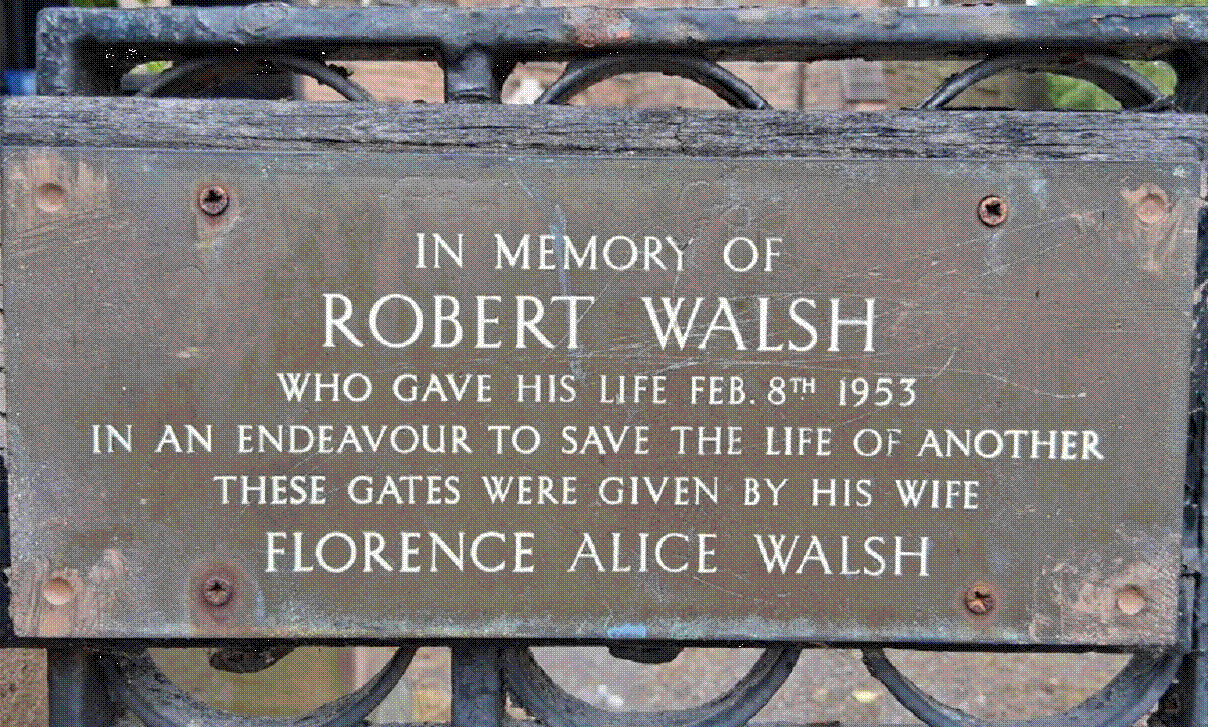 IN MEMORY OF
ROBERT WALSH
WHO GAVE HIS LIFE FEB. 8TH 1953
IN AN ENDEAVOUR TO SAVE THE LIFE OF ANOTHER
THESE GATES WERE GIVEN BY HIS WIFE
FLORENCE ALICE WALSH